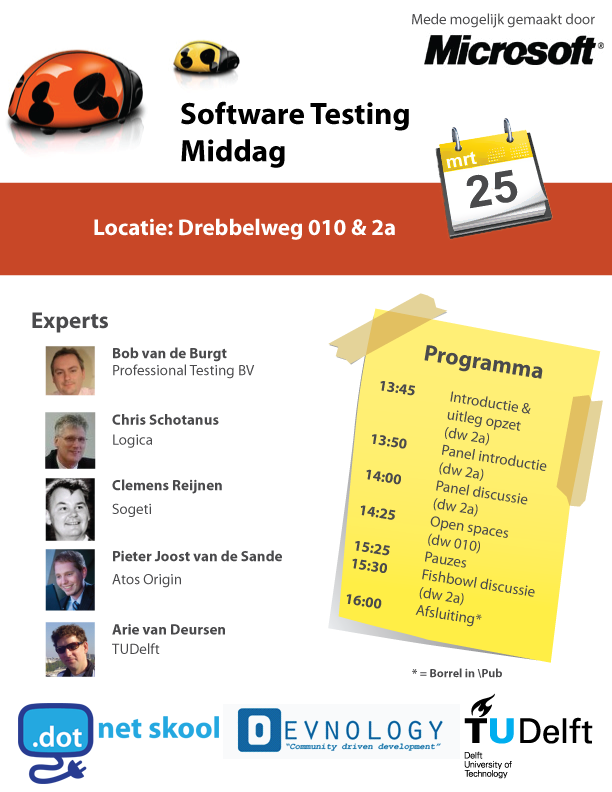 Mede mogelijk gemaakt door
Microsoft®
Software Testing
Middag
mrt
25
Locatie: Drebbelweg 010 & 2a
Experts
Bob van de Burgt
Professional Testing BV
Chris Schotanus
Logica
Clemens Reijnen
Sogeti
Pieter Joost van de Sande
Atos Origin
Arie van Deursen
TUDelft
Programma
13:45 Introductie &
uitleg opzet
(dw 2a)
13:50 Panel introductie
(dw 2a)
14:00 Panel discussie
(dw 2a)
14:25 Open spaces
(dw 010)
15:25 Pauzes
15:30 Fishbowl discussie
(dw 2a)
16:00 Afsluiting*
* = Borrel in \Pub
.dot net skool
DEVNOLOGY
"Community driven development"
TUDelft
Delft
University of
Technology